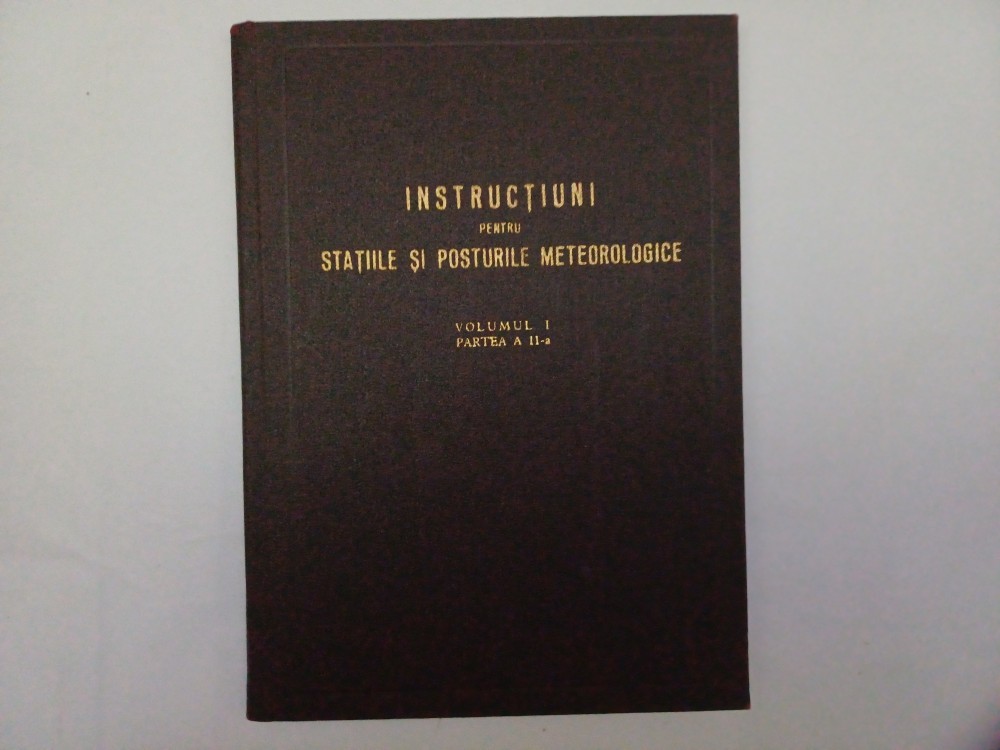 INSTRUCȚIUNI
PENTRU
STAȚIILE ȘI POSTURILE METEOROLOGICE
VOLUMUL I
PARTEA A II-a